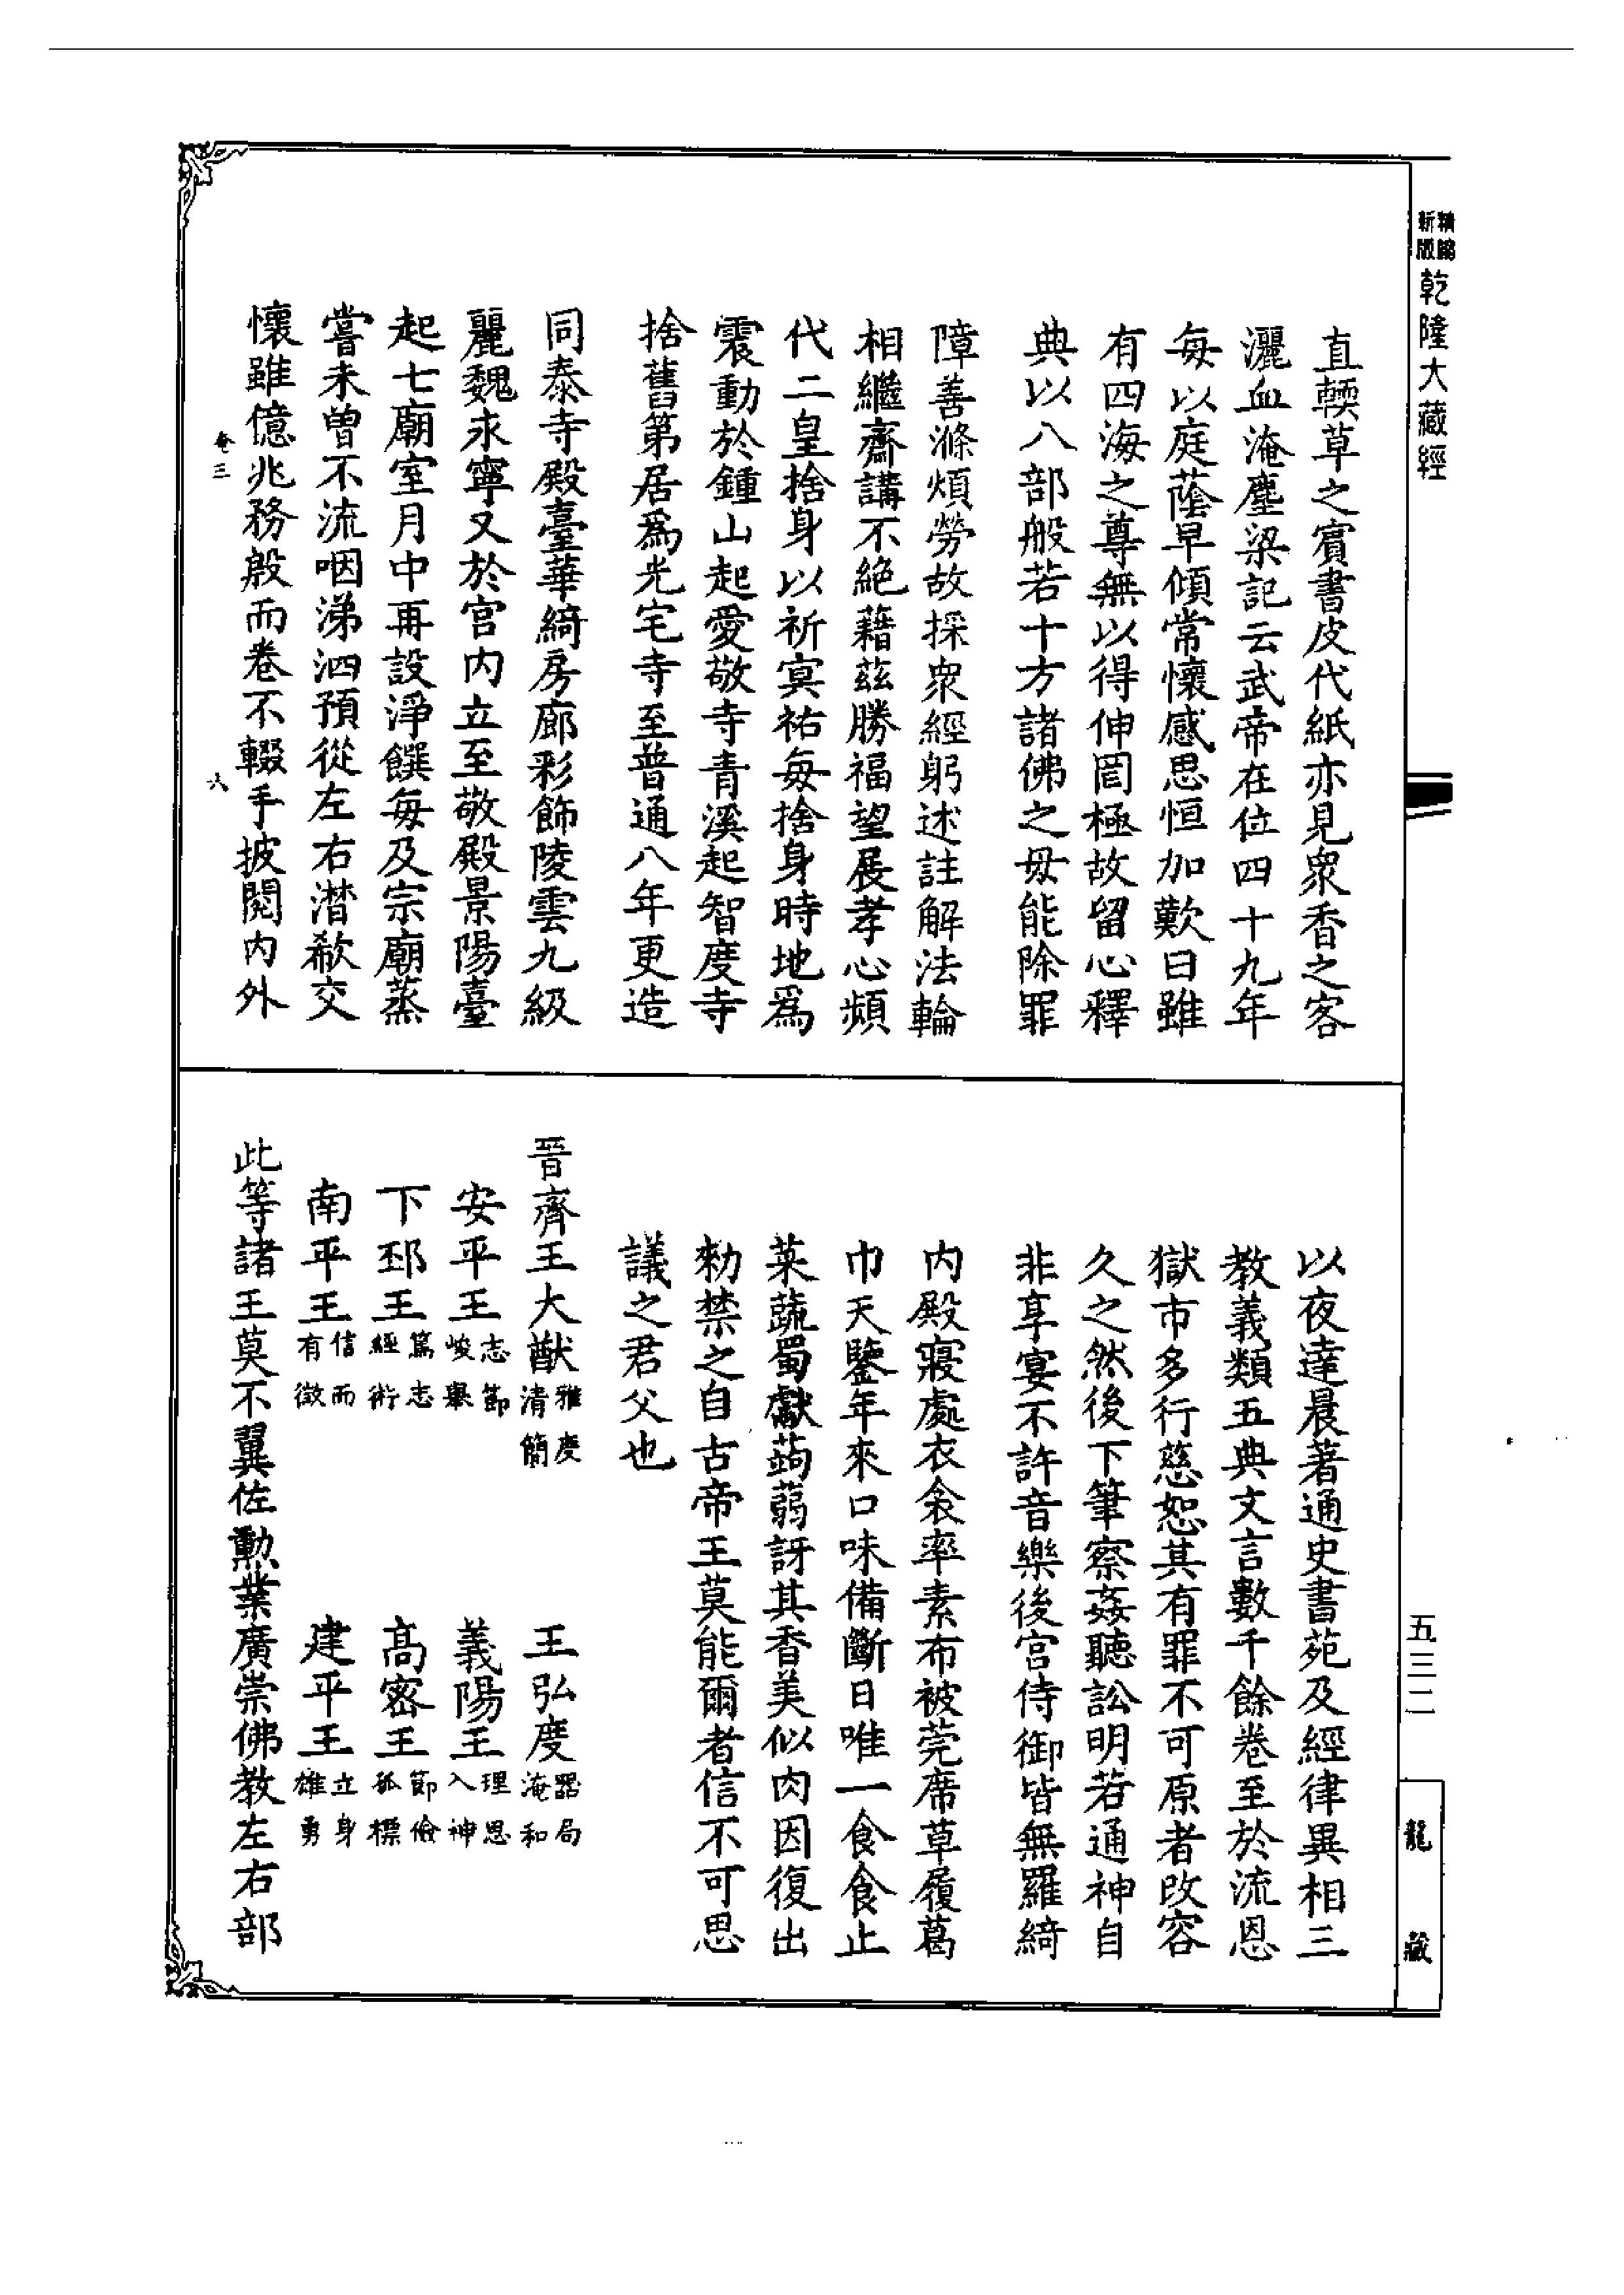 精縮
新版
乾隆大藏經
直輭草之賓書皮代紙亦見衆香之客
灑血淹塵梁記云武帝在位四十九年
每以庭蔭早傾常懷感思恒加歎曰雖
有四海之尊無以得伸罔極故留心釋
典以八部般若十方諸佛之母能除罪
障善滌煩勞故採衆經躬述註解法輪
相繼齋講不絶藉茲勝福望展孝心頻
代二皇捨身以祈冥祐每捨身時地爲
震動於鍾山起愛敬寺青溪起智度寺
捨舊第居爲光宅寺至普通八年更造
同泰寺殿臺華綺房廊彩飾陵雲九級
麗魏永寧又於宫内立至敬殿景陽臺
起七廟室月中再設淨饌每及宗廟蒸
嘗未曽不流咽涕泗預從左右潸欷交
懷雖億兆務殷而卷不輟手披閱内外
卷三
六
以夜達晨著通史書苑及經律異相三
教義類五典文言數千餘卷至於流恩
獄市多行慈恕其有罪不可原者改容
久之然後下筆察姦聽訟明若通神自
非享宴不許音樂後宫侍御皆無羅綺
内殿寢處衣衾率素布被莞席草履葛
巾天鑒年來口味備斷日唯一食食止
菜蔬蜀獻蒟蒻訝其香美似肉因復出
勑禁之自古帝王莫能爾者信不可思
議之君父也
晉齊王大猷雅度清簡 王弘度器局淹和
安平王志節峻舉 義陽王理思入神
下邳王篤志經術 高密王節儉孤標
南平王信而有徵 建平王立身雄勇
此等諸王莫不翼佐勳業廣崇佛教左右部
五三二
龍藏